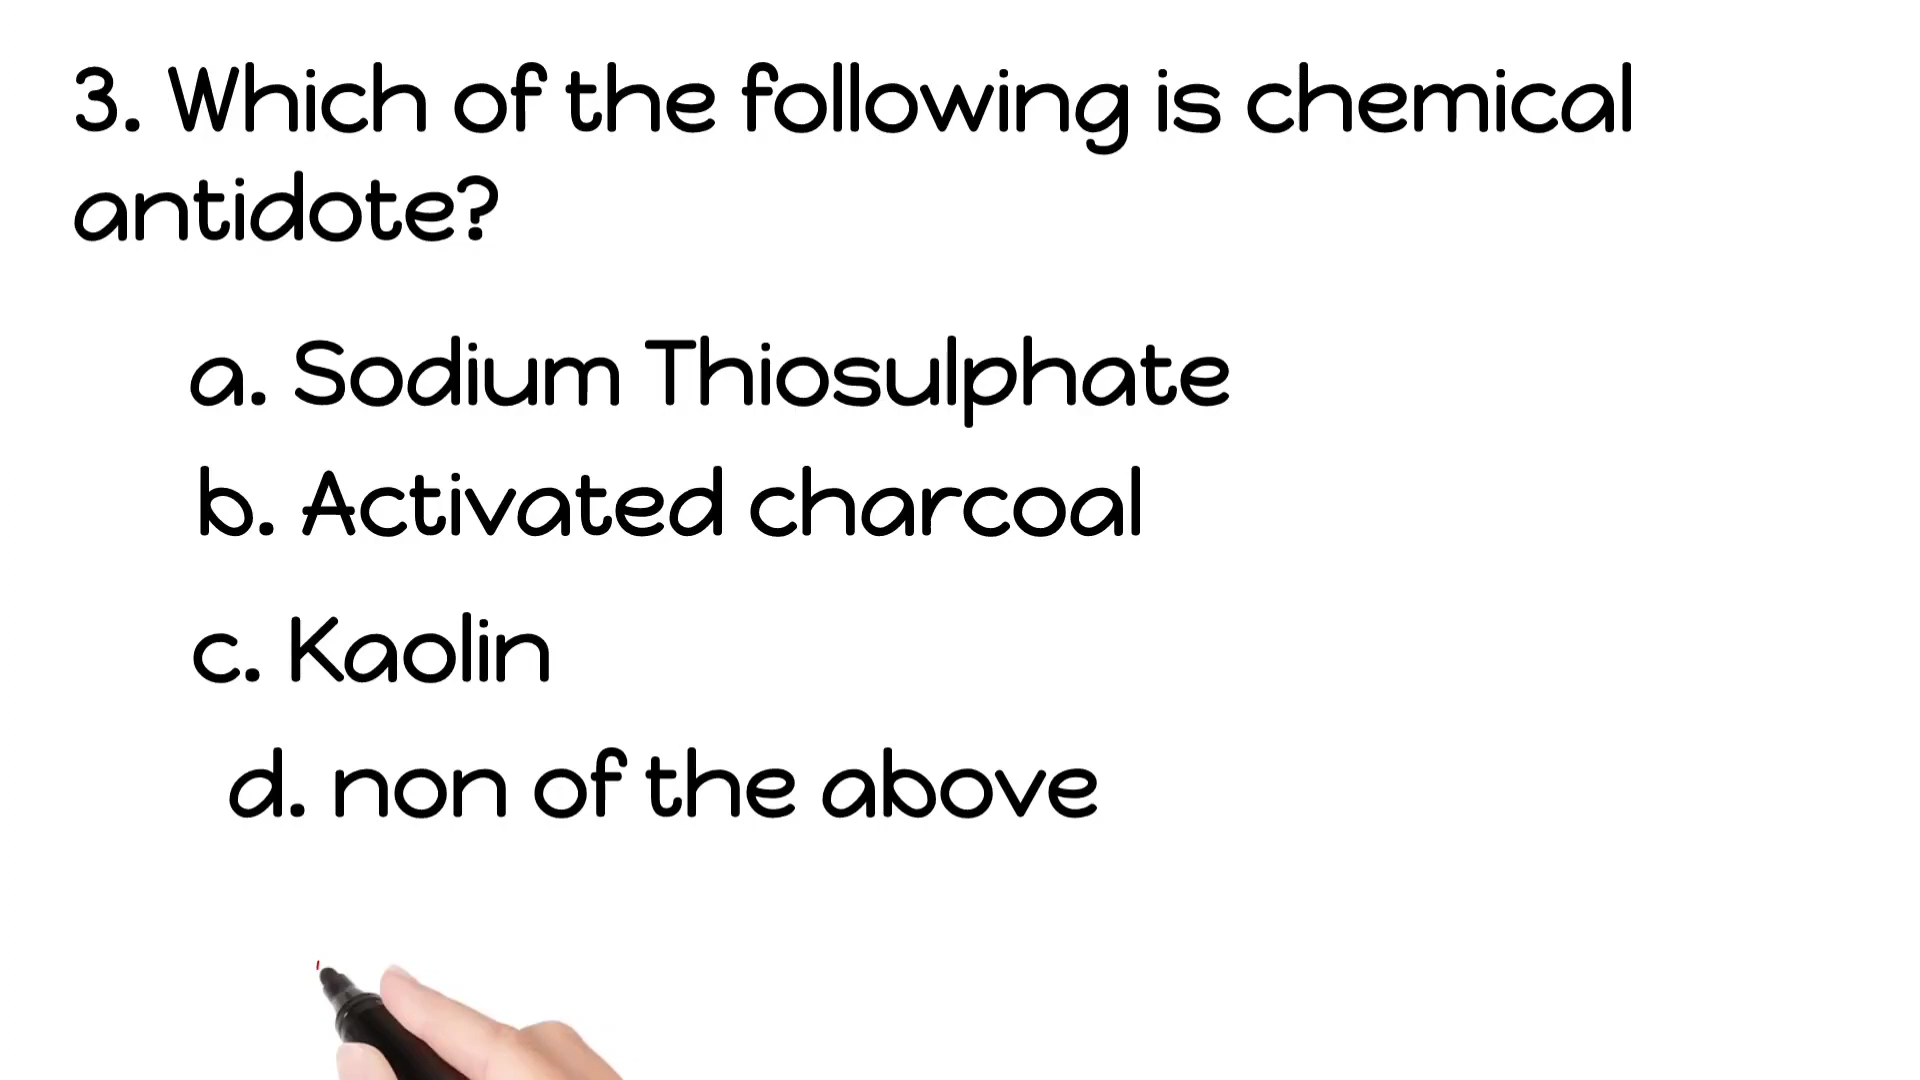 3. Which of the following is chemical
antidote?
a. Sodium Thiosulphate
b. Activated charcoal
c. Kaolin
d. non of the above